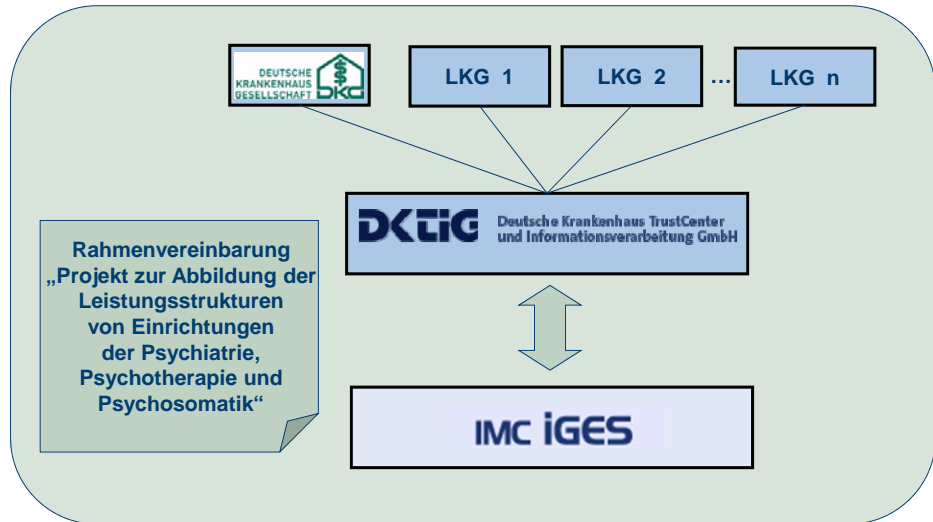 DEUTSCHE
KRANKENHAUS
GESELLSCHAFT DKG
LKG 1
LKG 2
...
LKG n
DKTIG Deutsche Krankenhaus TrustCenter
und Informationsverarbeitung GmbH
Rahmenvereinbarung
„Projekt zur Abbildung der
Leistungsstrukturen
von Einrichtungen
der Psychiatrie,
Psychotherapie und
Psychosomatik“
IMC iGES